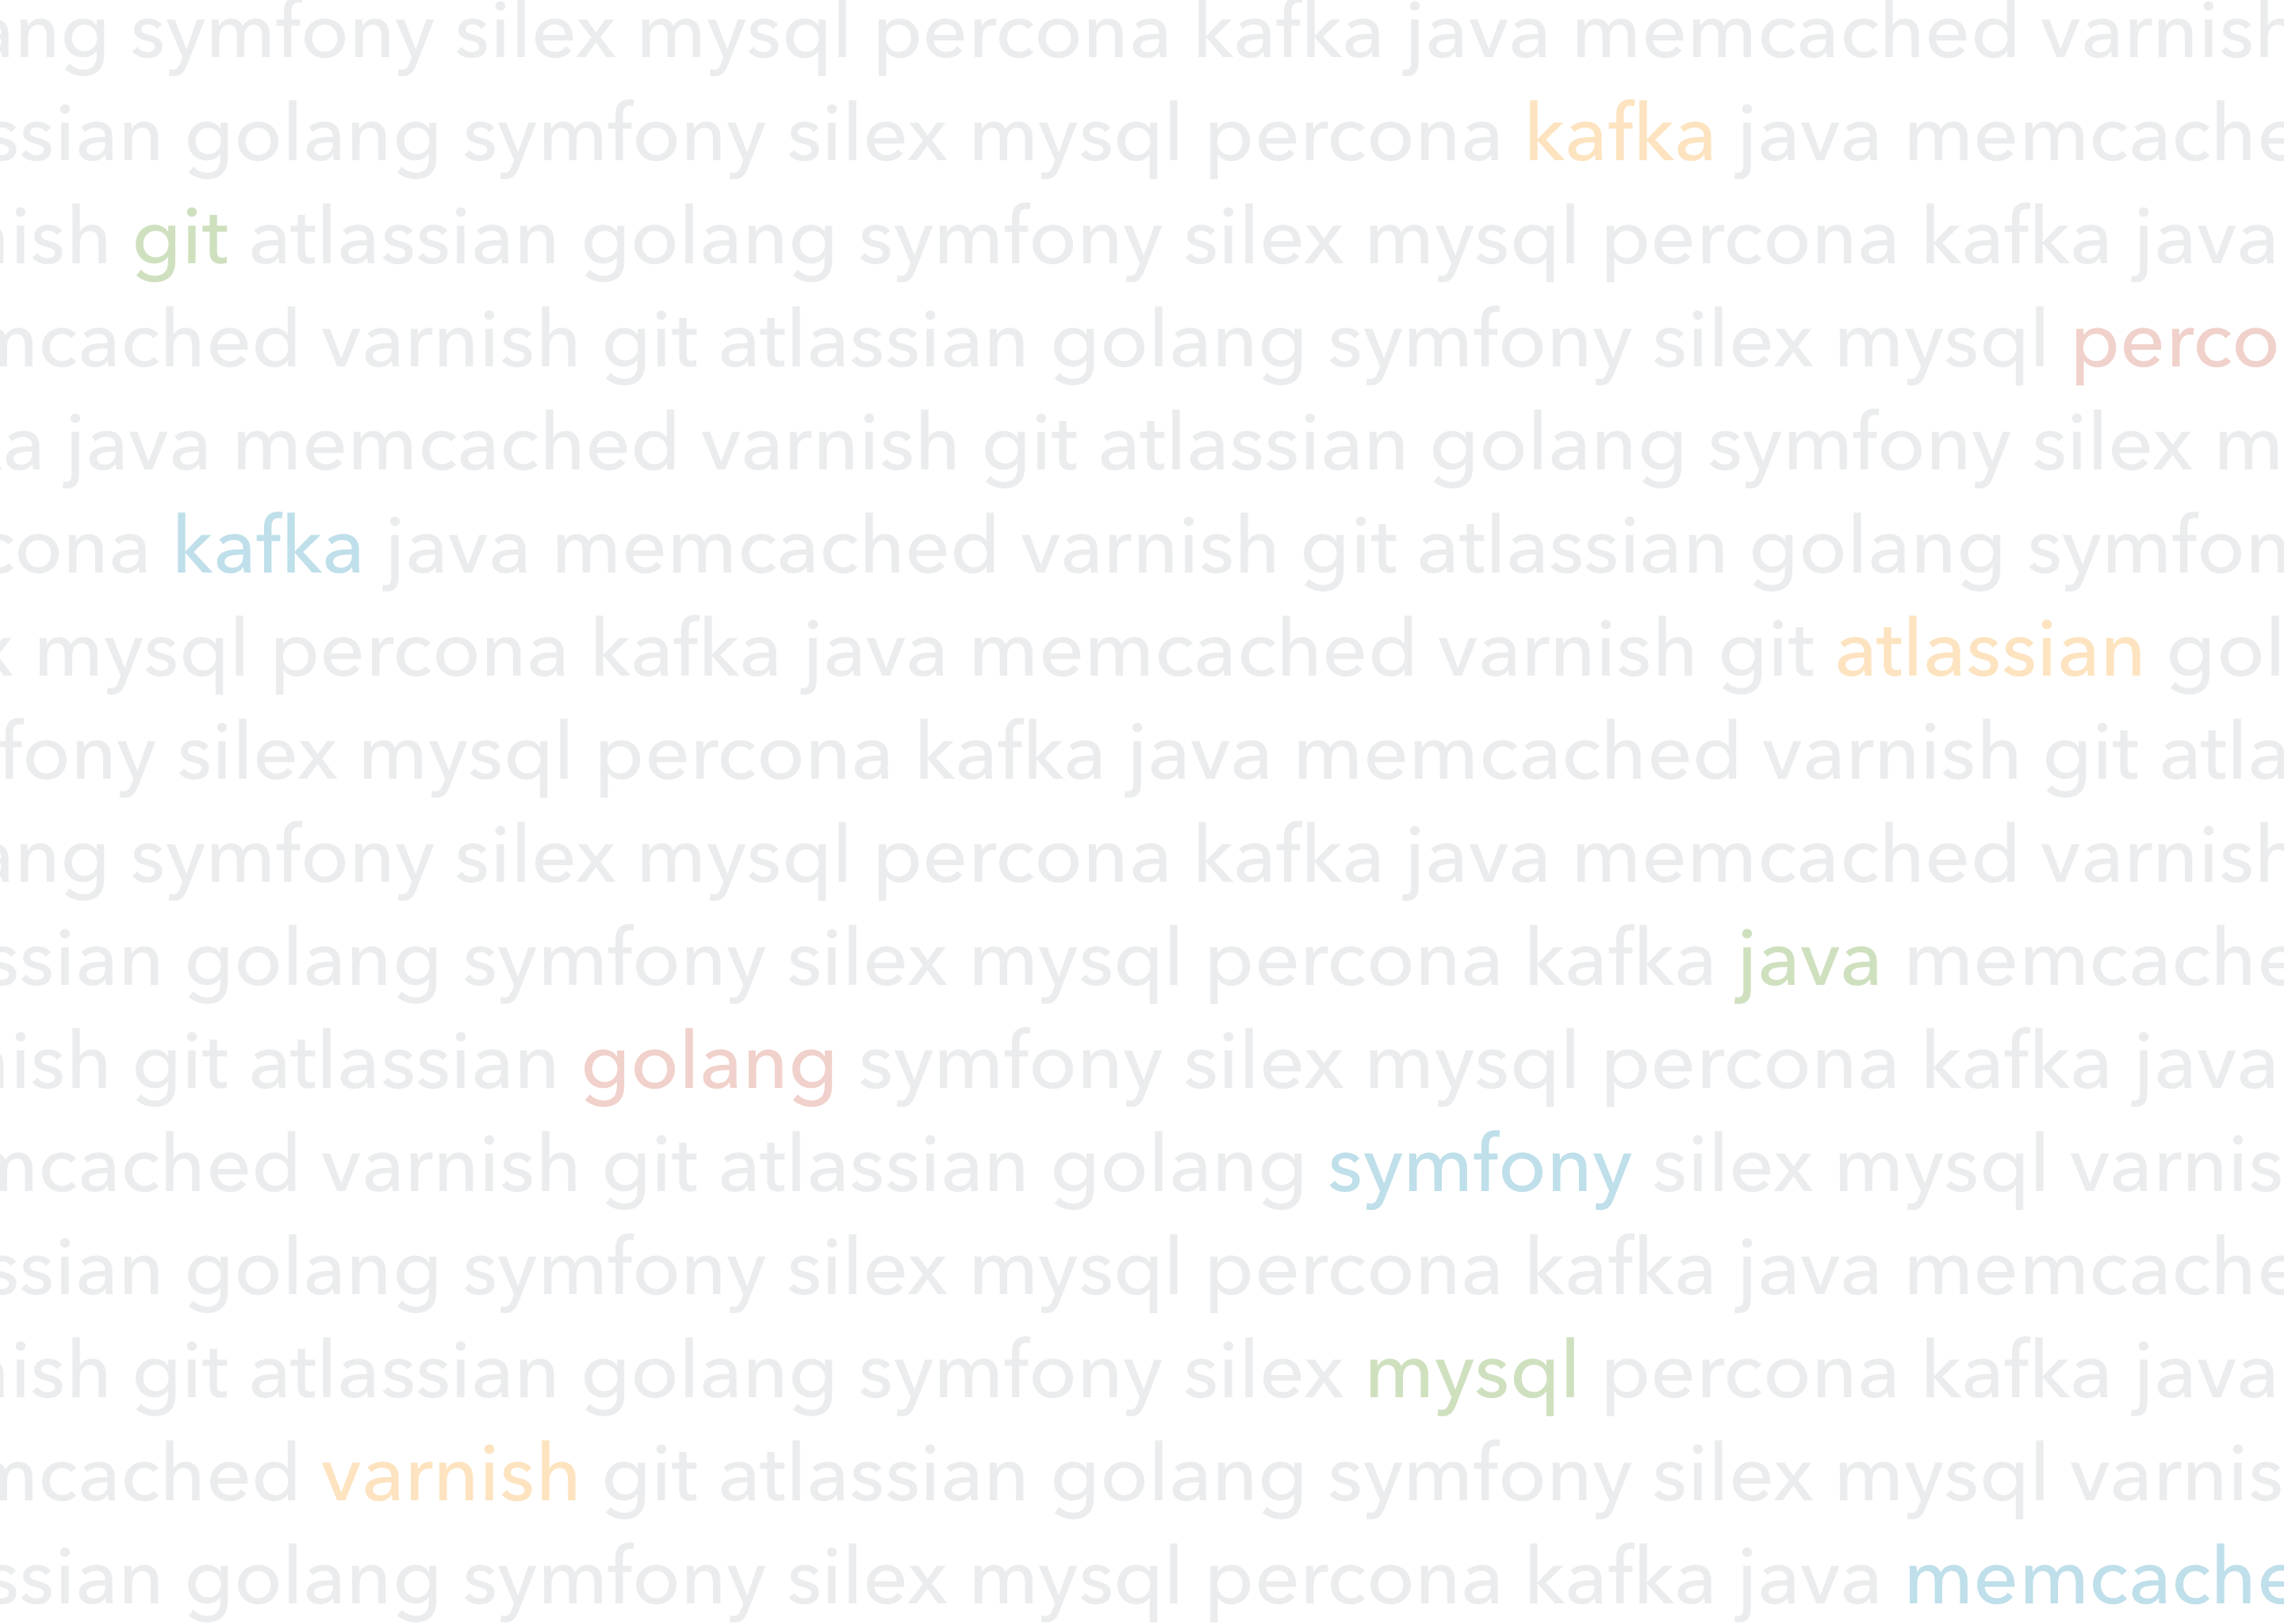 ang symfony silex mysql percona kafka java memcached varnish
ssian golang symfony silex mysql percona kafka java memcache
nish git atlassian golang symfony silex mysql percona kafka java
mcached varnish git atlassian golang symfony silex mysql perco
a java memcached varnish git atlassian golang symfony silex m
cona kafka java memcached varnish git atlassian golang symfon
x mysql percona kafka java memcached varnish git atlassian gol
fony silex mysql percona kafka java memcached varnish git atla
ang symfony silex mysql percona kafka java memcached varnish
ssian golang symfony silex mysql percona kafka java memcache
nish git atlassian golang symfony silex mysql percona kafka java
mcached varnish git atlassian golang symfony silex mysql varnis
ssian golang symfony silex mysql percona kafka java memcache
nish git atlassian golang symfony silex mysql percona kafka java
mcached varnish git atlassian golang symfony silex mysql varnis
ssian golang symfony silex mysql percona kafka java memcache